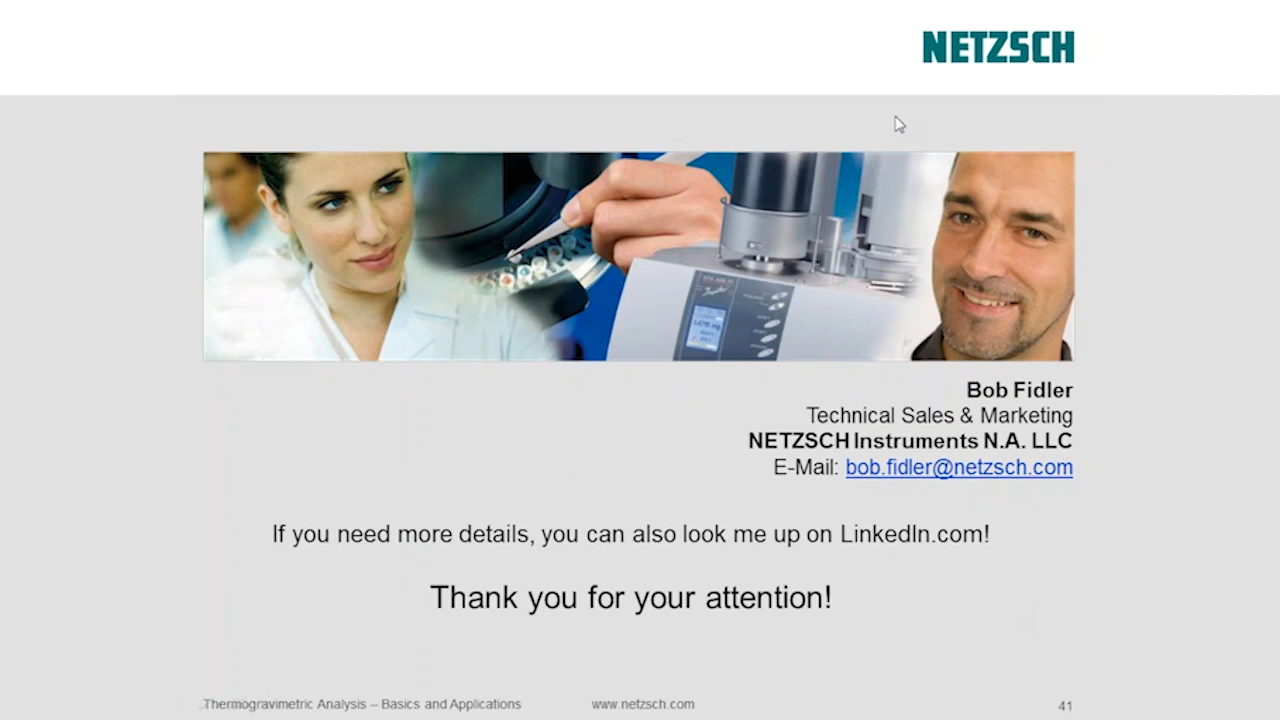 NETZSCH
Bob Fidler
Technical Sales & Marketing
NETZSCH Instruments N.A. LLC
E-Mail: bob.fidler@netzsch.com
If you need more details, you can also look me up on LinkedIn.com!
Thank you for your attention!
Thermogravimetric Analysis – Basics and Applications www.netzsch.com 41